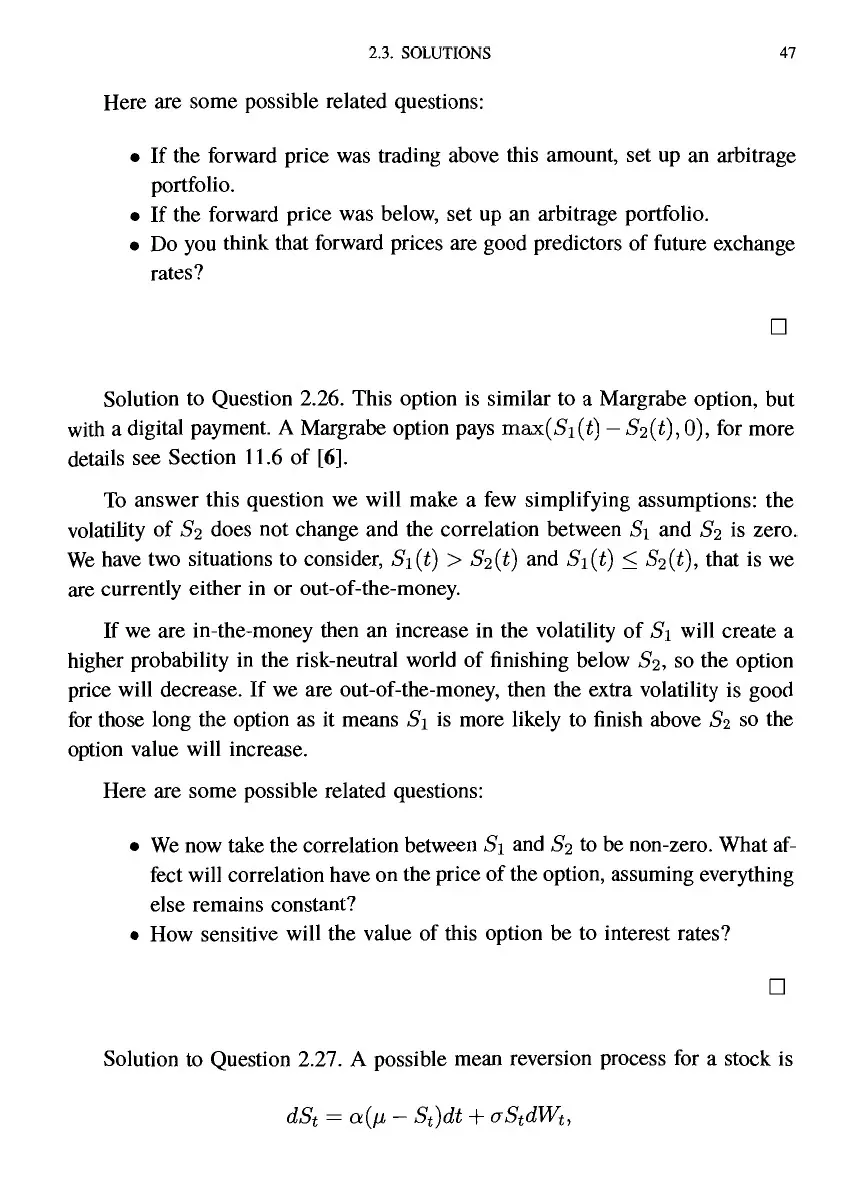 2.3. SOLUTIONS 47
Here are some possible related questions:
• If the forward price was trading above this amount, set up an arbitrage
portfolio.
• If the forward price was below, set up an arbitrage portfolio.
• Do you think that forward prices are good predictors of future exchange
rates?
□
Solution to Question 2.26. This option is similar to a Margrabe option, but
with a digital payment. A Margrabe option pays max(S₁(t) − S₂(t), 0), for more
details see Section 11.6 of [6].
To answer this question we will make a few simplifying assumptions: the
volatility of S₂ does not change and the correlation between S₁ and S₂ is zero.
We have two situations to consider, S₁(t) > S₂(t) and S₁(t) ≤ S₂(t), that is we
are currently either in or out-of-the-money.
If we are in-the-money then an increase in the volatility of S₁ will create a
higher probability in the risk-neutral world of finishing below S₂, so the option
price will decrease. If we are out-of-the-money, then the extra volatility is good
for those long the option as it means S₁ is more likely to finish above S₂ so the
option value will increase.
Here are some possible related questions:
• We now take the correlation between S₁ and S₂ to be non-zero. What af-
fect will correlation have on the price of the option, assuming everything
else remains constant?
• How sensitive will the value of this option be to interest rates?
□
Solution to Question 2.27. A possible mean reversion process for a stock is
dSₜ = α(μ − Sₜ)dt + σSₜdWₜ,